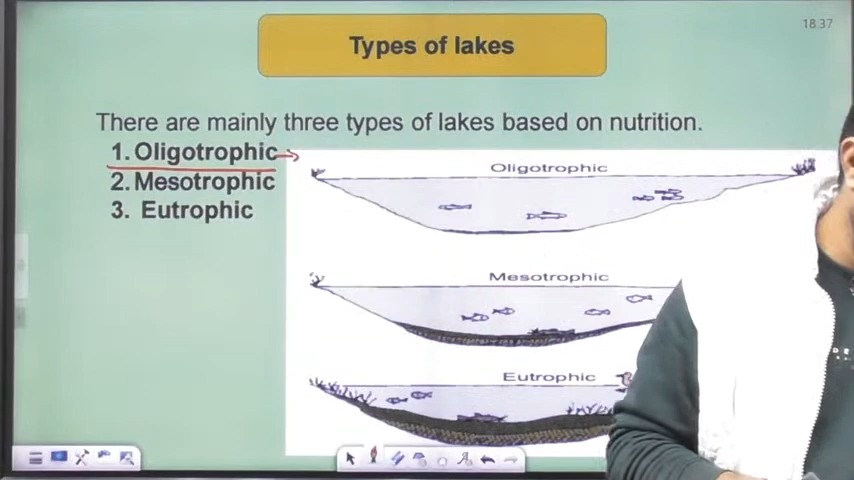 18:37
Types of lakes
There are mainly three types of lakes based on nutrition.
1. Oligotrophic
2. Mesotrophic
3. Eutrophic
Oligotrophic
Mesotrophic
Eutrophic